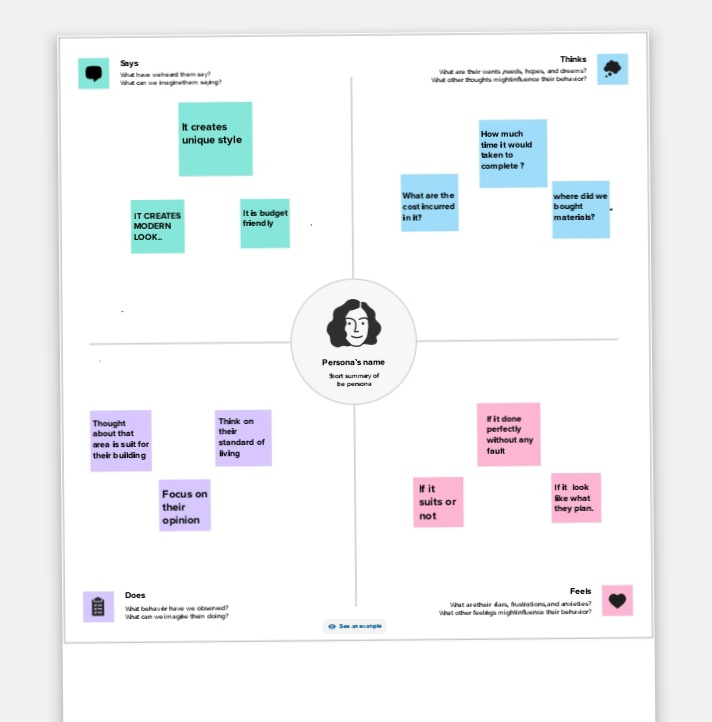 Says
What have we heard them say?
What can we imagine them saying?
Thinks
What are their wants, needs, hopes, and dreams?
What other thoughts might influence their behavior?
It creates
unique style
How much
time it would
taken to
complete ?
What are the
cost incurred
in it?
where did we
bought
materials?
IT CREATES
MODERN
LOOK..
It is budget
friendly
Persona's name
Short summary of
the persona
Thought
about that
area is suit for
their building
Think on
their
standard of
living
Focus on
their
opinion
If it done
perfectly
without any
fault
If it
suits or
not
If it look
like what
they plan.
Does
What behavior have we observed?
What can we imagine them doing?
Feels
What are their fears, frustrations, and anxieties?
What other feelings might influence their behavior?
See an example